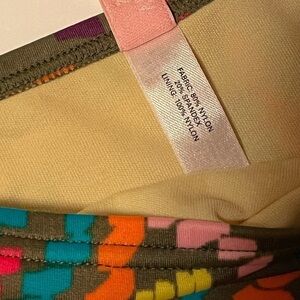 FABRIC: 80% NYLON
20% SPANDEX
LINING: 100% NYLON